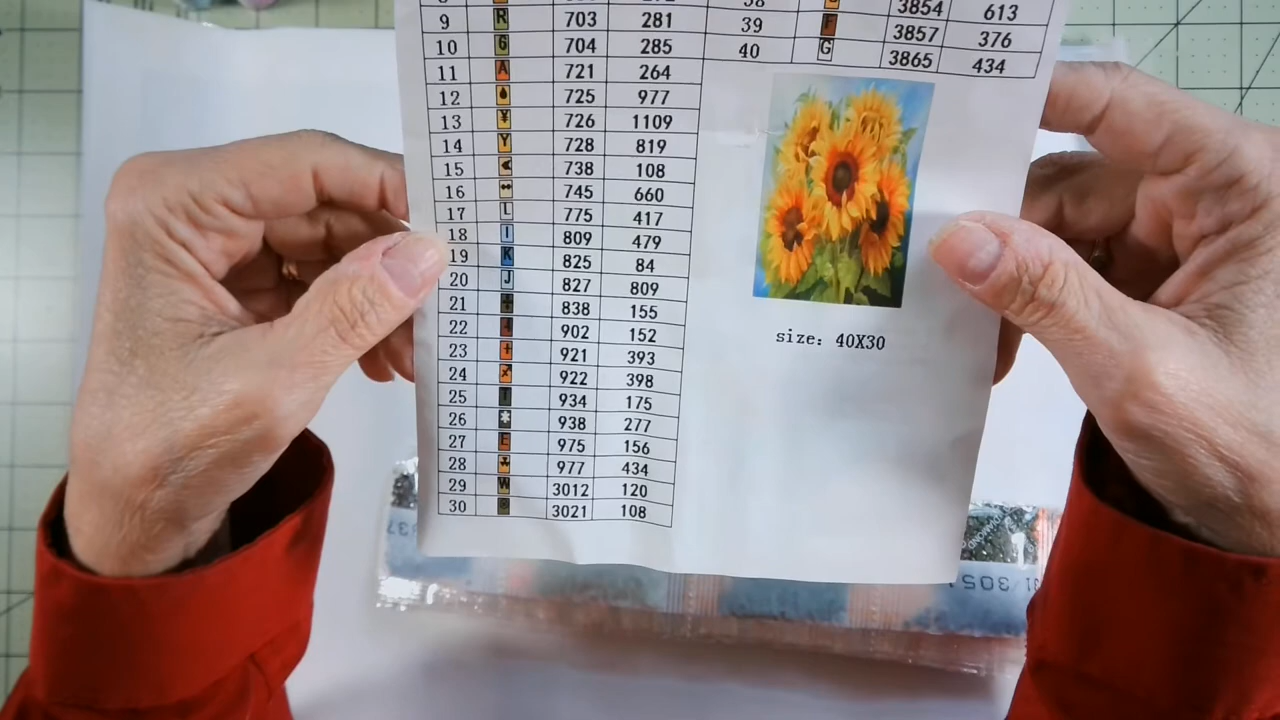 3854 613
9 R 703 281 39 F 3857 376
10 6 704 285 40 G 3865 434
11 A 721 264
12 725 977
13 ¥ 726 1109
14 Y 728 819
15 738 108
16 745 660
17 L 775 417
18 I 809 479
19 K 825 84
20 J 827 809
21 838 155
22 902 152
23 921 393
24 922 398
25 T 934 175
26 938 277
27 E 975 156
28 977 434
29 W 3012 120
30 3021 108
size: 40X30